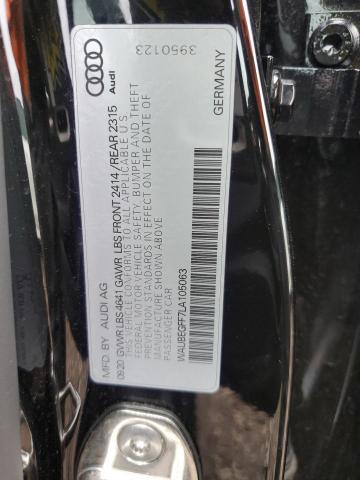 Audi
3950123
MFD BY AUDI AG
GERMANY
09.20 GVWR LBS 4641 GAWR LBS FRONT 2414 / REAR 2315
THIS VEHICLE CONFORMS TO ALL APPLICABLE U.S.
FEDERAL MOTOR VEHICLE SAFETY, BUMPER AND THEFT
PREVENTION STANDARDS IN EFFECT ON THE DATE OF
MANUFACTURE SHOWN ABOVE
PASSENGER CAR
WAUBEGFF7LA105063